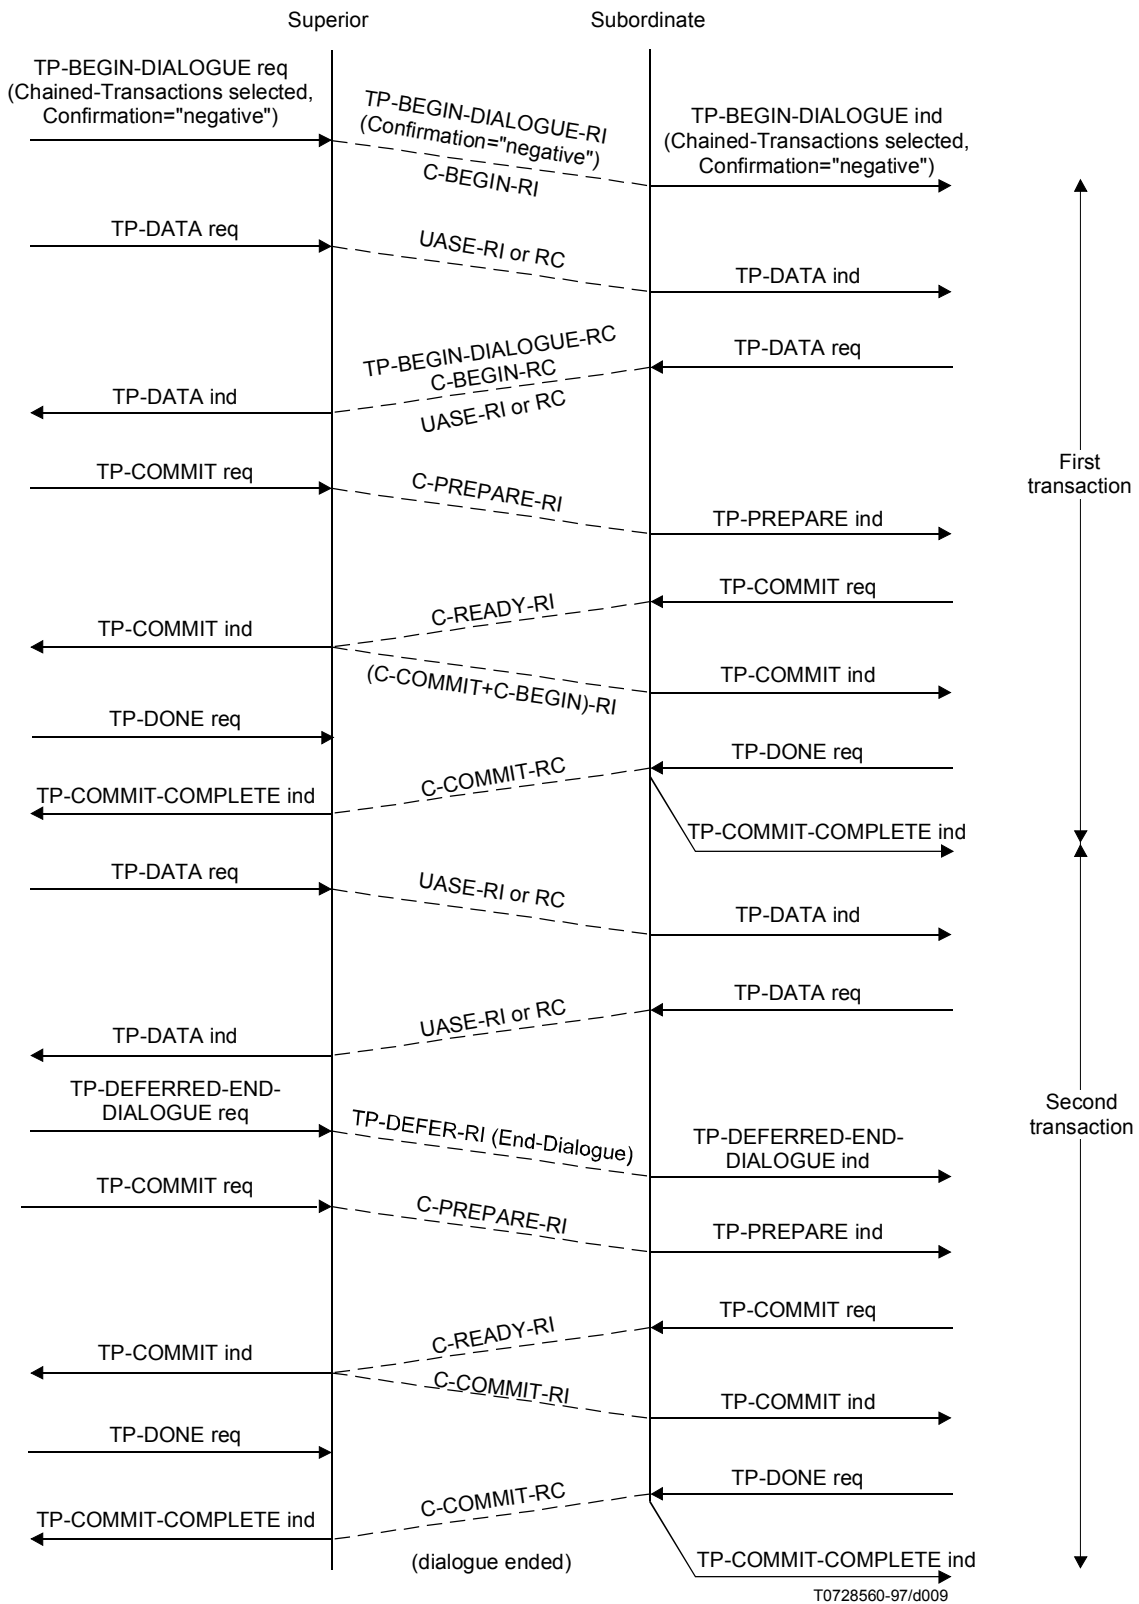 Superior
Subordinate
TP-BEGIN-DIALOGUE req
(Chained-Transactions selected,
Confirmation="negative")
TP-BEGIN-DIALOGUE-RI
(Confirmation="negative")
C-BEGIN-RI
TP-BEGIN-DIALOGUE ind
(Chained-Transactions selected,
Confirmation="negative")
TP-DATA req
UASE-RI or RC
TP-DATA ind
TP-DATA req
TP-BEGIN-DIALOGUE-RC
C-BEGIN-RC
UASE-RI or RC
TP-DATA ind
TP-COMMIT req
C-PREPARE-RI
TP-PREPARE ind
First
transaction
TP-COMMIT req
C-READY-RI
TP-COMMIT ind
(C-COMMIT+C-BEGIN)-RI
TP-COMMIT ind
TP-DONE req
TP-DONE req
C-COMMIT-RC
TP-COMMIT-COMPLETE ind
TP-COMMIT-COMPLETE ind
TP-DATA req
UASE-RI or RC
TP-DATA ind
TP-DATA req
UASE-RI or RC
TP-DATA ind
TP-DEFERRED-END-
DIALOGUE req
TP-DEFER-RI (End-Dialogue)
TP-DEFERRED-END-
DIALOGUE ind
Second
transaction
TP-COMMIT req
C-PREPARE-RI
TP-PREPARE ind
TP-COMMIT req
C-READY-RI
TP-COMMIT ind
C-COMMIT-RI
TP-COMMIT ind
TP-DONE req
TP-DONE req
C-COMMIT-RC
TP-COMMIT-COMPLETE ind
(dialogue ended)
TP-COMMIT-COMPLETE ind
T0728560-97/d009